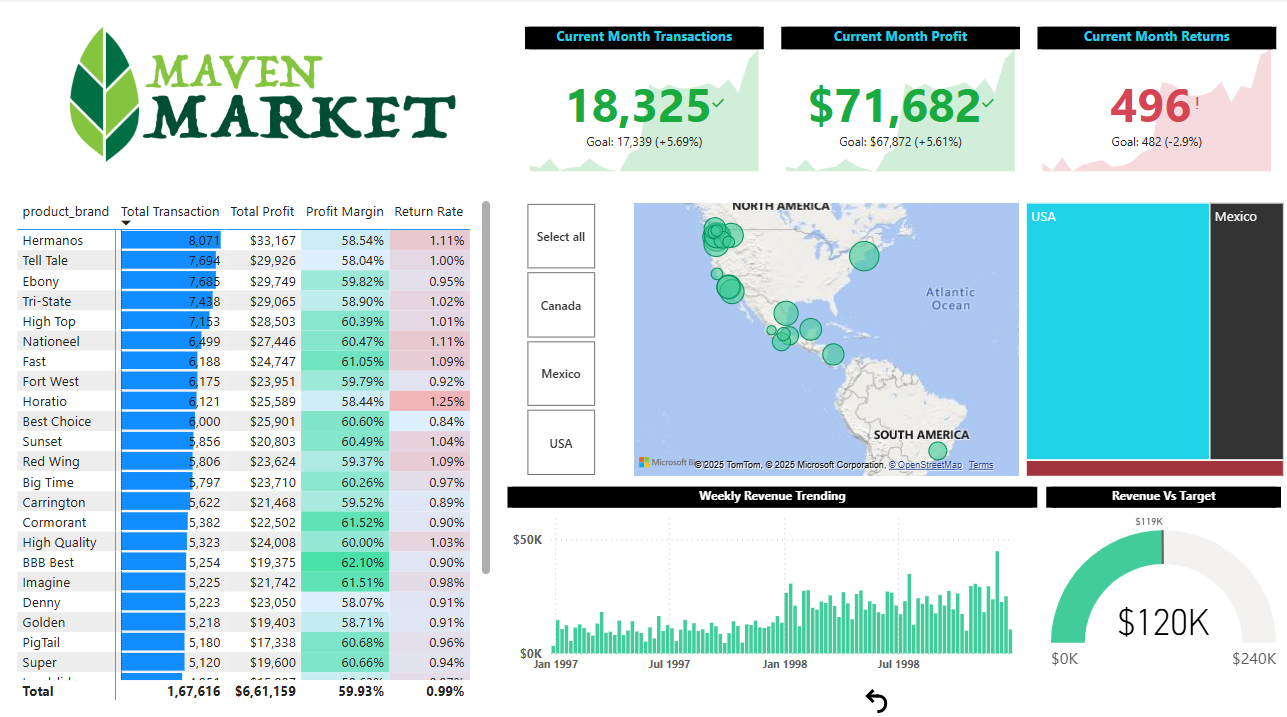 MAVEN
MARKET
Current Month Transactions
18,325
Goal: 17,339 (+5.69%)
Current Month Profit
$71,682
Goal: $67,872 (+5.61%)
Current Month Returns
496!
Goal: 482 (-2.9%)
product_brand Total Transaction Total Profit Profit Margin Return Rate
Hermanos 8,071 $33,167 58.54% 1.11%
Tell Tale 7,694 $29,926 58.04% 1.00%
Ebony 7,685 $29,749 59.82% 0.95%
Tri-State 7,438 $29,065 58.90% 1.02%
High Top 7,153 $28,503 60.39% 1.01%
Nationeel 6,499 $27,446 60.47% 1.11%
Fast 6,188 $24,747 61.05% 1.09%
Fort West 6,175 $23,951 59.79% 0.92%
Horatio 6,121 $25,589 58.44% 1.25%
Best Choice 6,000 $25,901 60.60% 0.84%
Sunset 5,856 $20,803 60.49% 1.04%
Red Wing 5,806 $23,624 59.37% 1.09%
Big Time 5,797 $23,710 60.26% 0.97%
Carrington 5,622 $21,468 59.52% 0.89%
Cormorant 5,382 $22,502 61.52% 0.90%
High Quality 5,323 $24,008 60.00% 1.03%
BBB Best 5,254 $19,375 62.10% 0.90%
Imagine 5,225 $21,742 61.51% 0.98%
Denny 5,223 $23,050 58.07% 0.91%
Golden 5,218 $19,403 58.71% 0.91%
PigTail 5,180 $17,338 60.68% 0.96%
Super 5,120 $19,600 60.66% 0.94%
Total 1,67,616 $6,61,159 59.93% 0.99%
Select all
Canada
Mexico
USA
NORTH AMERICA
Atlantic
Ocean
SOUTH AMERICA
Microsoft
© 2025 TomTom, © 2025 Microsoft Corporation, © OpenStreetMap Terms
USA
Mexico
Weekly Revenue Trending
$50K
$0K
Jan 1997 Jul 1997 Jan 1998 Jul 1998
Revenue Vs Target
$119K
$120K
$0K $240K